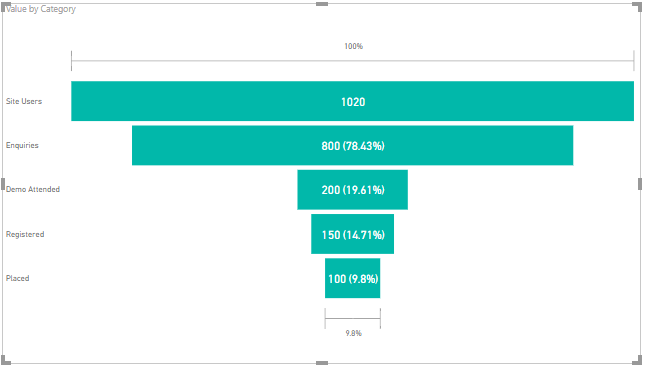 Value by Category
100%
Site Users 1020
Enquiries 800 (78.43%)
Demo Attended 200 (19.61%)
Registered 150 (14.71%)
Placed 100 (9.8%)
9.8%